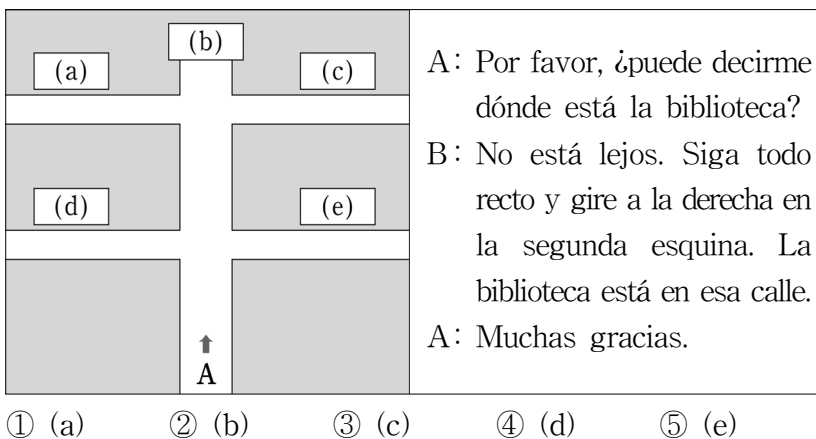 (b)
(a)
(c)
(d)
(e)
A
A: Por favor, ¿puede decirme
dónde está la biblioteca?
B: No está lejos. Siga todo
recto y gire a la derecha en
la segunda esquina. La
biblioteca está en esa calle.
A: Muchas gracias.
① (a) ② (b) ③ (c) ④ (d) ⑤ (e)